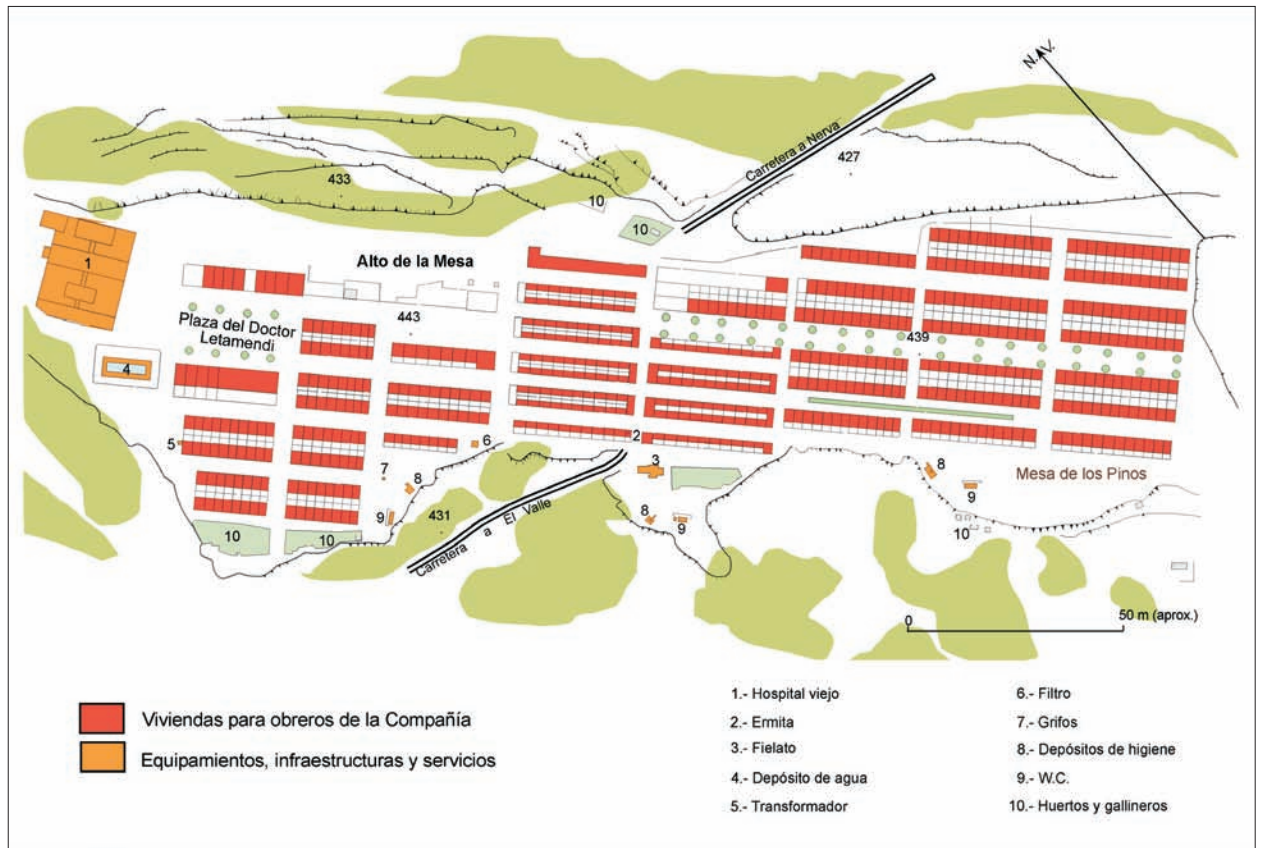 N. V.
Carretera a Nerva
427
433
10
10
1
Alto de la Mesa
443
Plaza del Doctor
Letamendi
439
4
5
6
2
3
7
8
8
9
Mesa de los Pinos
431
9
8
9
10
10
10
Carretera a El Valle
0
50 m (aprox.)
Viviendas para obreros de la Compañía
Equipamientos, infraestructuras y servicios
1.- Hospital viejo
2.- Ermita
3.- Fielato
4.- Depósito de agua
5.- Transformador
6.- Filtro
7.- Grifos
8.- Depósitos de higiene
9.- W.C.
10.- Huertos y gallineros